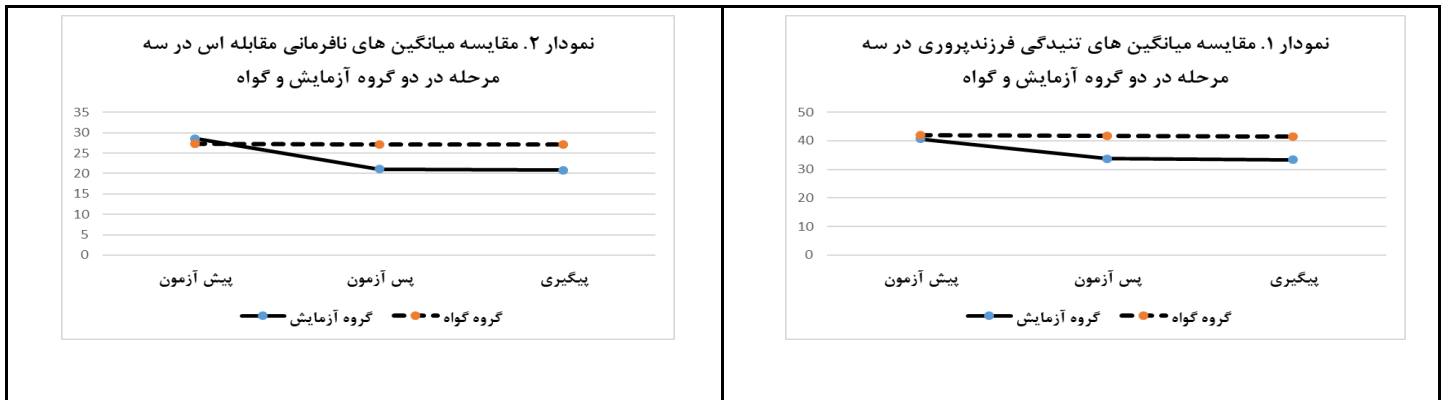 نمودار ۱. مقایسه میانگین های تنیدگی فرزندپروری در سه
مرحله در دو گروه آزمایش و گواه
50
40
30
20
10
0
پیش آزمون
پس آزمون
پیگیری
گروه آزمایش
گروه گواه
نمودار ۲. مقایسه میانگین های نافرمانی مقابله اس در سه
مرحله در دو گروه آزمایش و گواه
35
30
25
20
15
10
5
0
پیش آزمون
پس آزمون
پیگیری
گروه آزمایش
گروه گواه